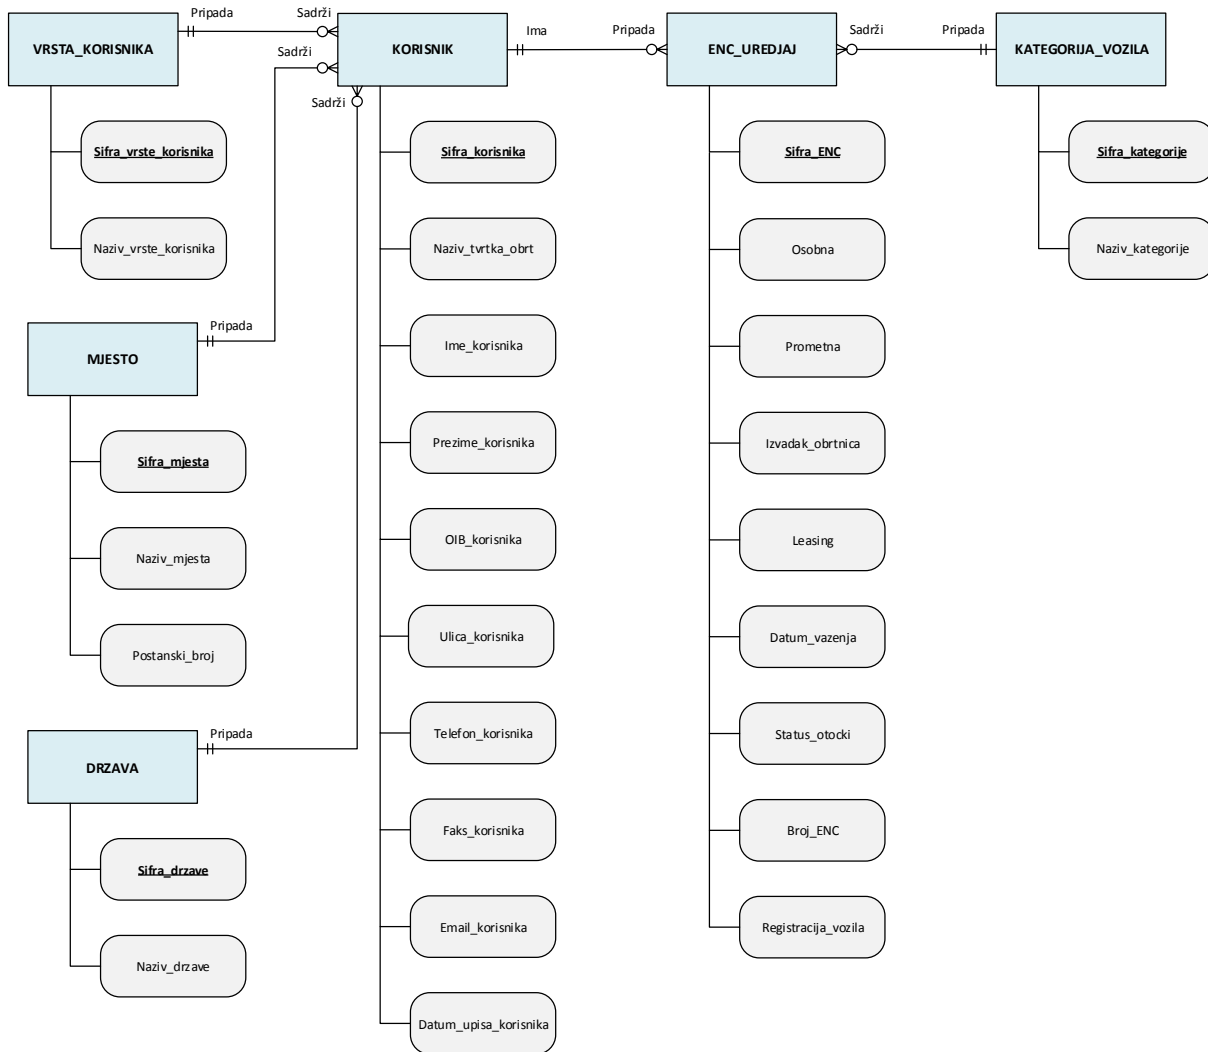 Pripada
Sadrži
VRSTA_KORISNIKA
KORISNIK
Ima
Pripada
ENC_UREDJAJ
Sadrži
Pripada
KATEGORIJA_VOZILA
Sadrži
Sadrži
Sifra_vrste_korisnika
Naziv_vrste_korisnika
Pripada
MJESTO
Sifra_mjesta
Naziv_mjesta
Postanski_broj
Pripada
DRZAVA
Sifra_drzave
Naziv_drzave
Sifra_korisnika
Naziv_tvrtka_obrt
Ime_korisnika
Prezime_korisnika
OIB_korisnika
Ulica_korisnika
Telefon_korisnika
Faks_korisnika
Email_korisnika
Datum_upisa_korisnika
Sifra_ENC
Osobna
Prometna
Izvadak_obrtnica
Leasing
Datum_vazenja
Status_otocki
Broj_ENC
Registracija_vozila
Sifra_kategorije
Naziv_kategorije